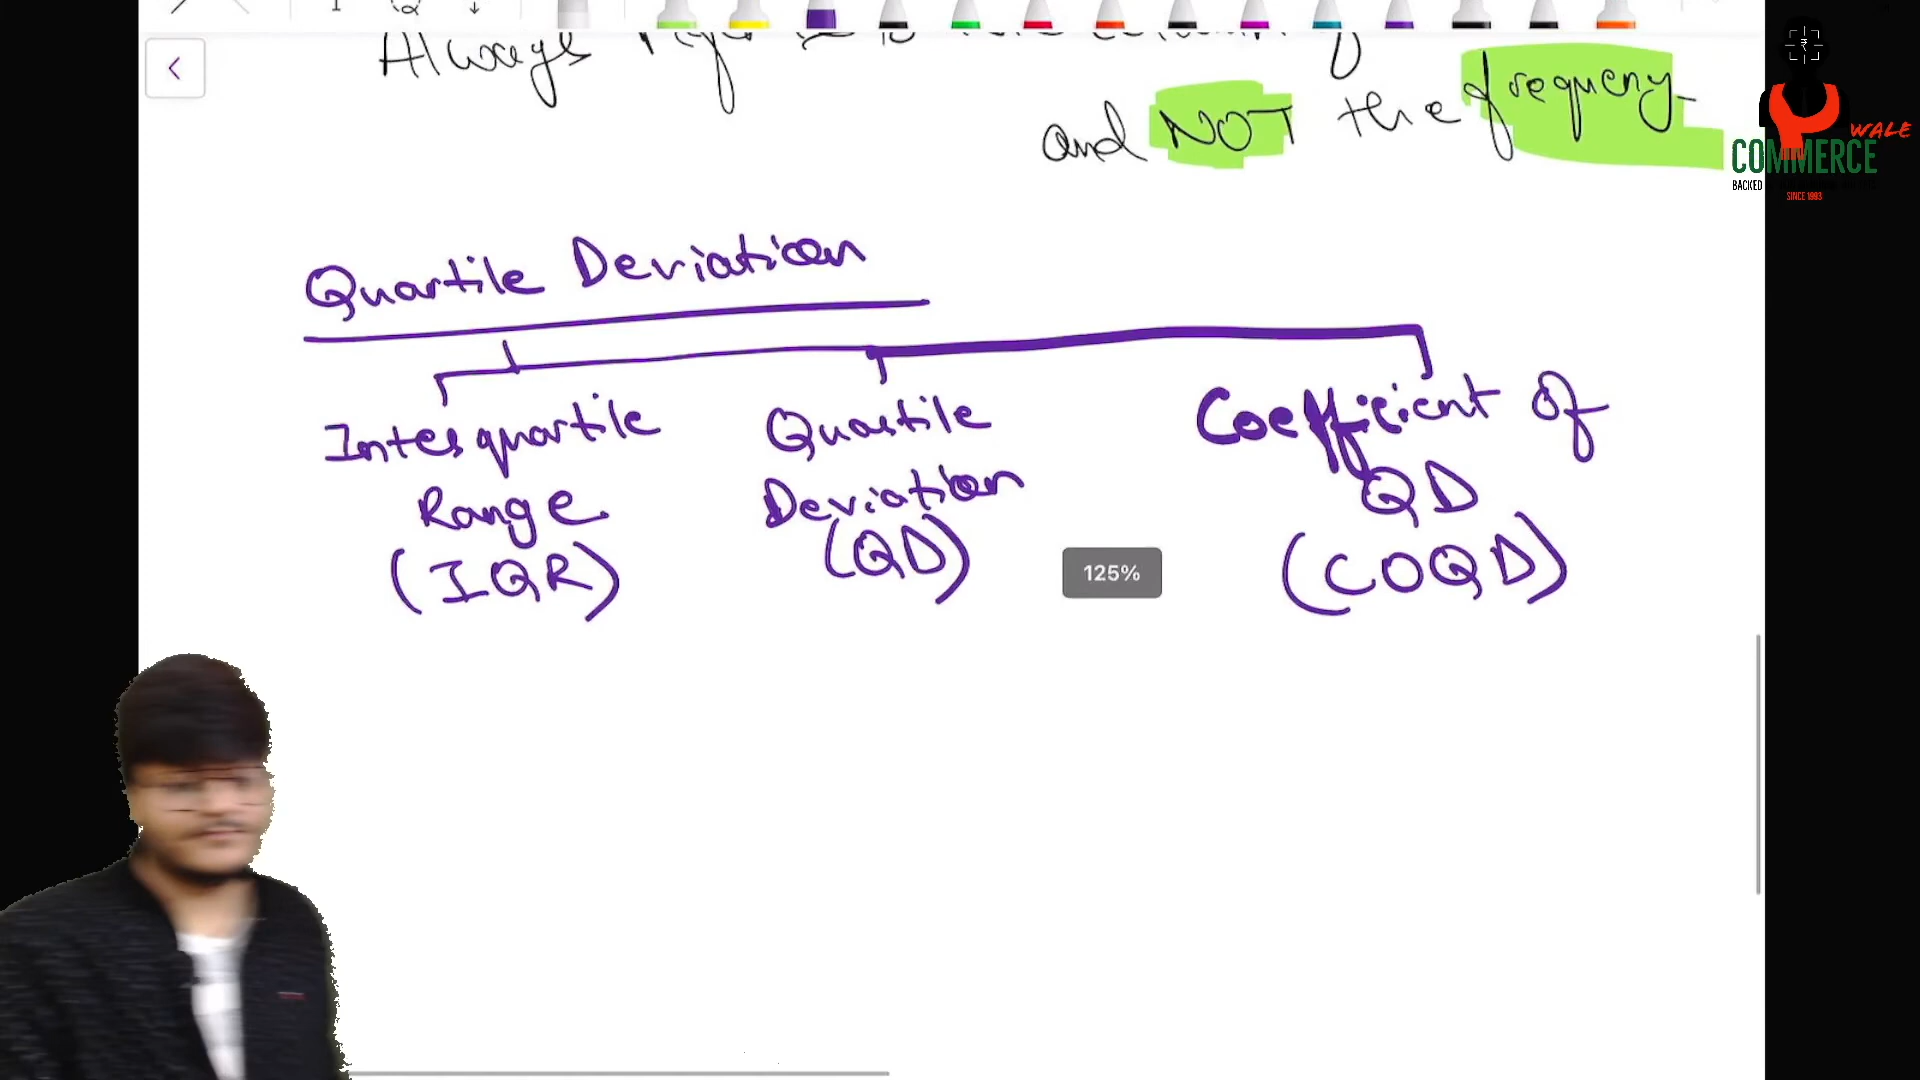 Always
and NOT the frequency
WALE
COMMERCE
BACKED
SINCE 1993
Quartile Deviation
Interquartile Quartile Coefficient of
Range Deviation QD
(IQR) (QD) (COQD)
125%